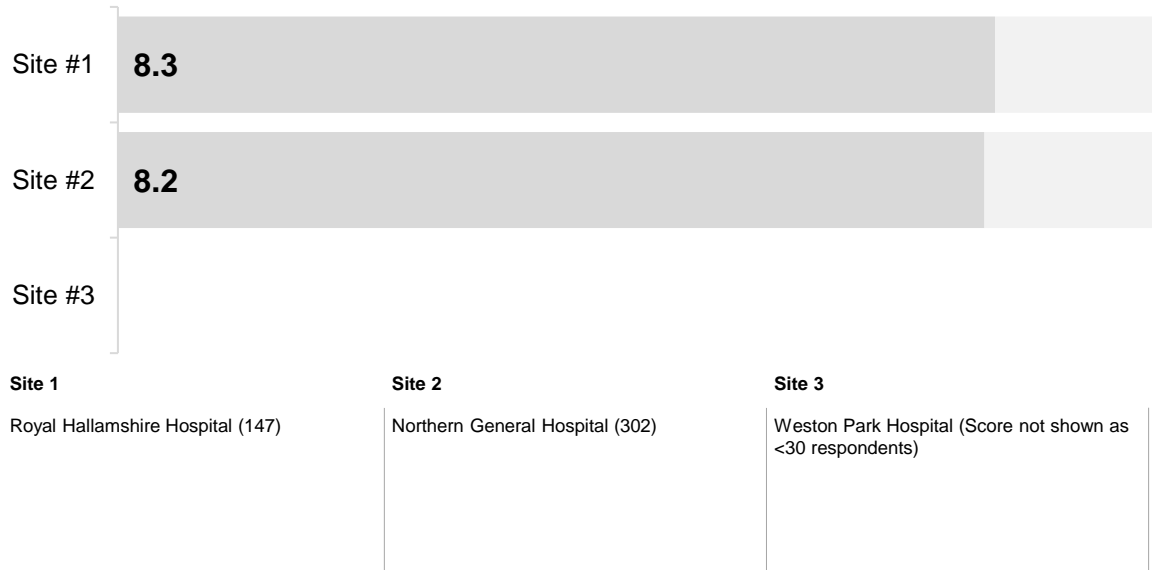 Site #1
8.3
Site #2
8.2
Site #3
Site 1
Royal Hallamshire Hospital (147)
Site 2
Northern General Hospital (302)
Site 3
Weston Park Hospital (Score not shown as
<30 respondents)